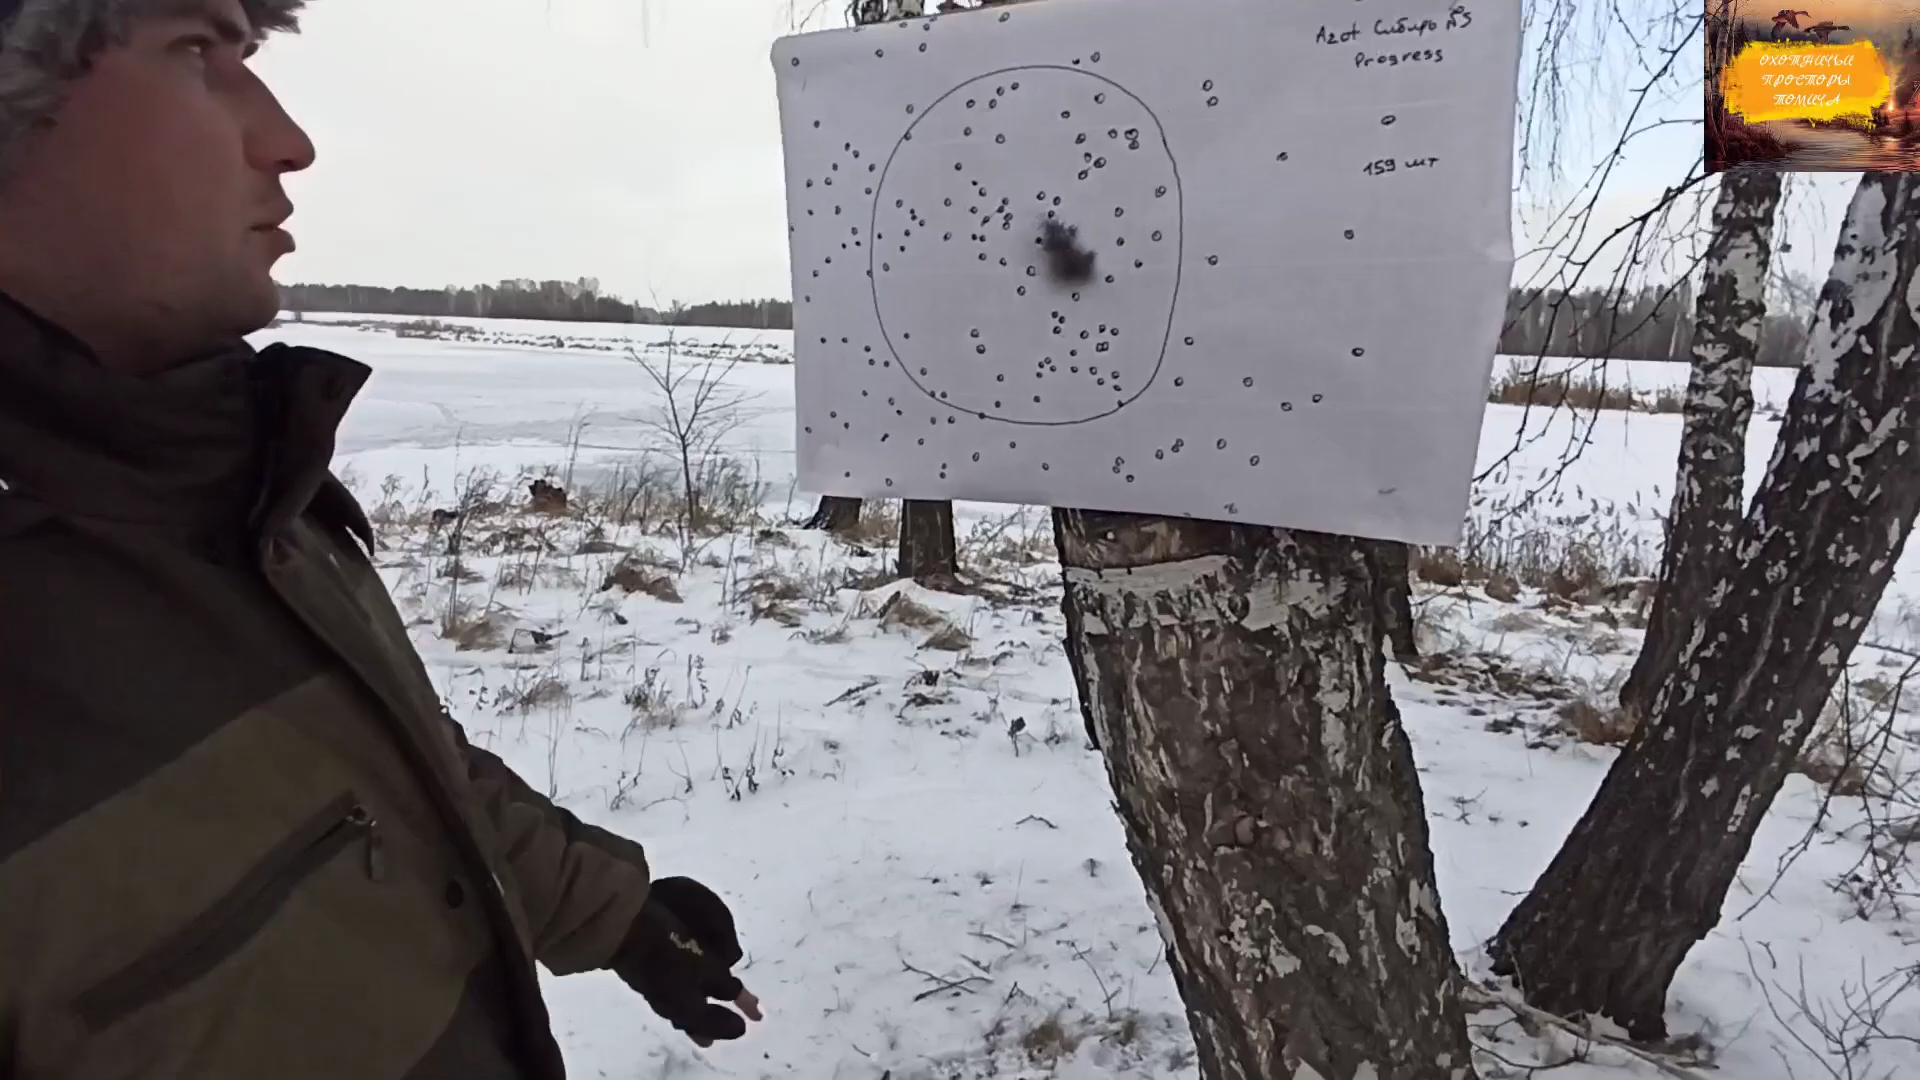 Azot Сибирь №5
Progress
159 шт
ОХОТНИЧЬИ
ПРОСТОРЫ
ТОМИЧА